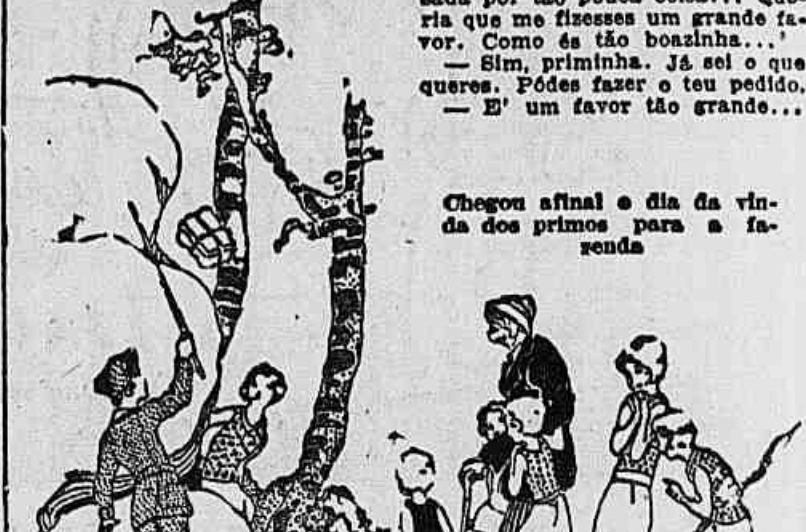 ria que me fizesses um grande fa-
vor. Como és tão boazinha...'
— Sim, priminha. Já sei o que
queres. Pódes fazer o teu pedido.
— E' um favor tão grande...
Chegou afinal o dia da vin-
da dos primos para a fa-
zenda